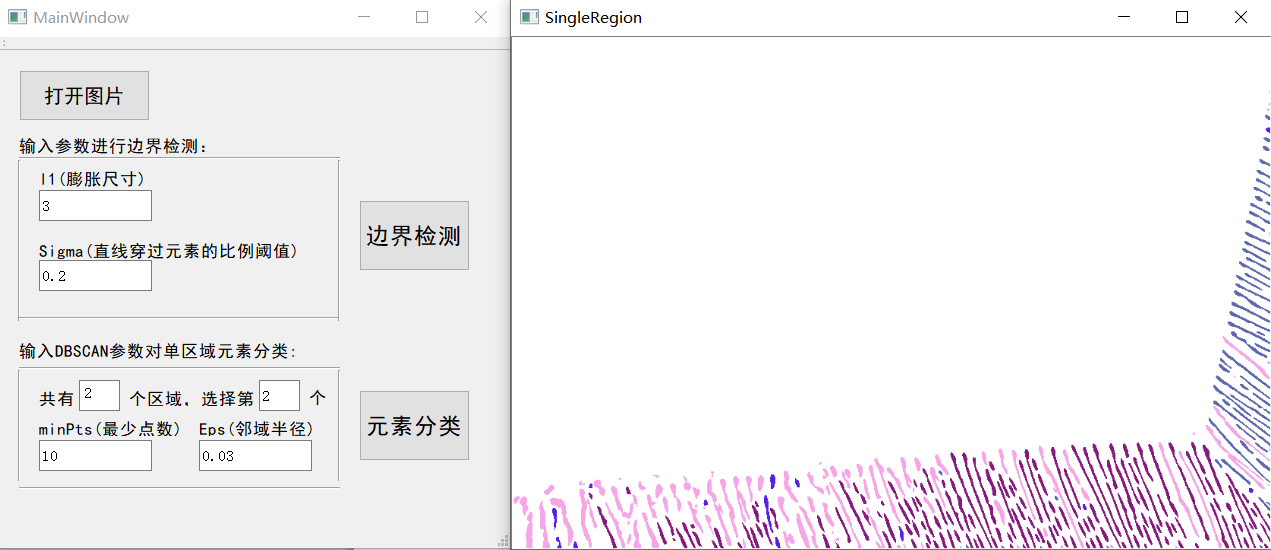 MainWindow
SingleRegion
打开图片
输入参数进行边界检测：
l1(膨胀尺寸)
3
Sigma(直线穿过元素的比例阈值)
0.2
边界检测
输入DBSCAN参数对单区域元素分类:
共有 2 个区域，选择第 2 个
minPts(最少点数) Eps(邻域半径)
10 0.03
元素分类